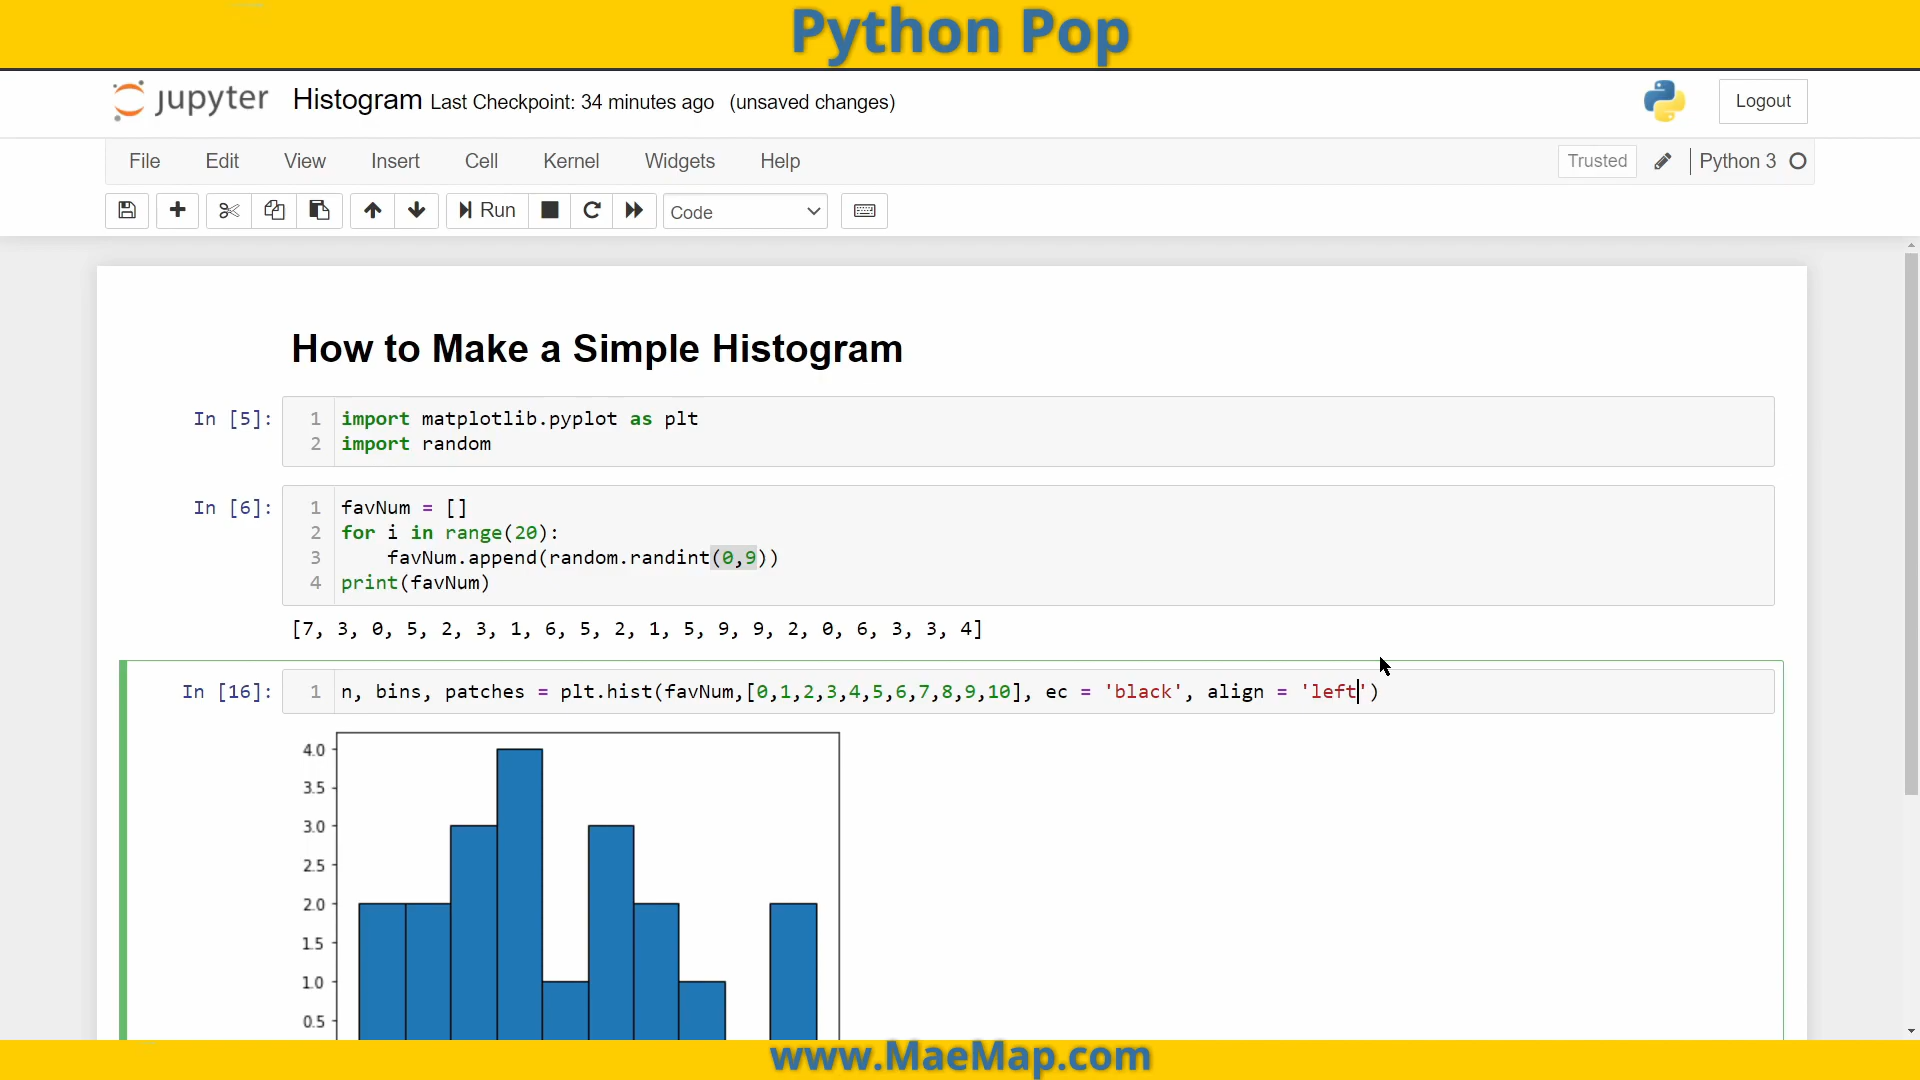 Python Pop
jupyter Histogram Last Checkpoint: 34 minutes ago (unsaved changes)
Logout
File Edit View Insert Cell Kernel Widgets Help
Trusted Python 3
Run Code
How to Make a Simple Histogram
In [5]:
1 import matplotlib.pyplot as plt
2 import random
In [6]:
1 favNum = []
2 for i in range(20):
3     favNum.append(random.randint(0,9))
4 print(favNum)
[7, 3, 0, 5, 2, 3, 1, 6, 5, 2, 1, 5, 9, 9, 2, 0, 6, 3, 3, 4]
In [16]:
1 n, bins, patches = plt.hist(favNum,[0,1,2,3,4,5,6,7,8,9,10], ec = 'black', align = 'left')
4.0
3.5
3.0
2.5
2.0
1.5
1.0
0.5
www.MaeMap.com